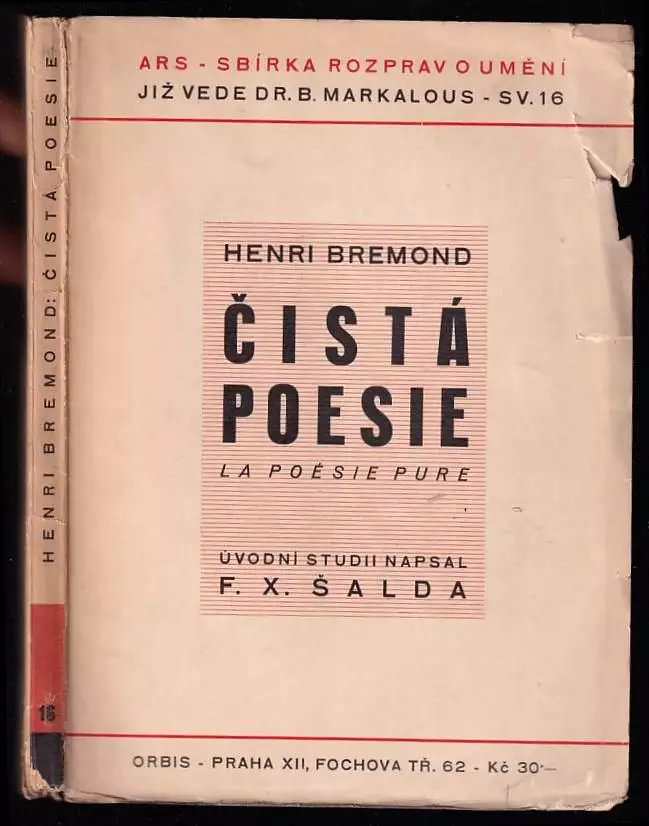 ARS - SBÍRKA ROZPRAV O UMĚNÍ
JIŽ VEDE DR. B. MARKALOUS - SV. 16
HENRI BREMOND
ČISTÁ
POESIE
LA POÉSIE PURE
ÚVODNÍ STUDII NAPSAL
F. X. ŠALDA
ORBIS - PRAHA XII, FOCHOVA TŘ. 62 - Kč 30·—
HENRI BREMOND: ČISTÁ POESIE
16